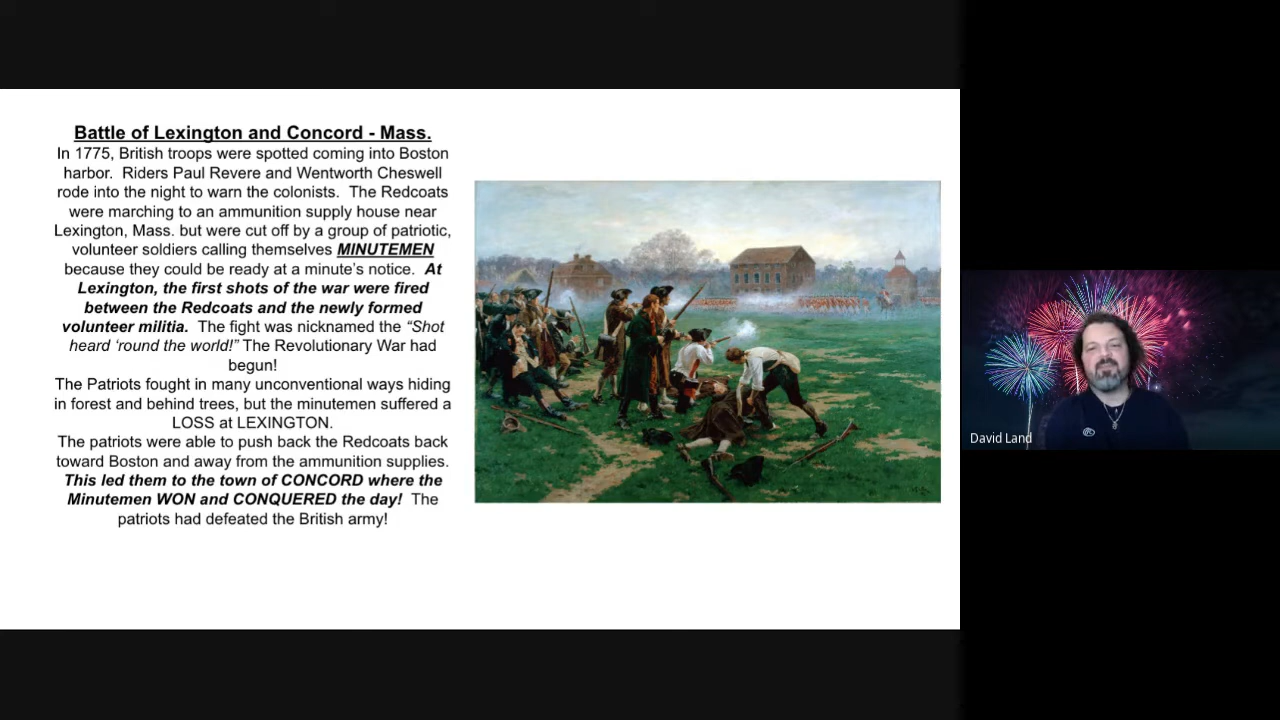 Battle of Lexington and Concord - Mass.
In 1775, British troops were spotted coming into Boston
harbor.  Riders Paul Revere and Wentworth Cheswell
rode into the night to warn the colonists.  The Redcoats
were marching to an ammunition supply house near
Lexington, Mass. but were cut off by a group of patriotic,
volunteer soldiers calling themselves MINUTEMEN
because they could be ready at a minute's notice.  At
Lexington, the first shots of the war were fired
between the Redcoats and the newly formed
volunteer militia.  The fight was nicknamed the “Shot
heard ‘round the world!” The Revolutionary War had
begun!
The Patriots fought in many unconventional ways hiding
in forest and behind trees, but the minutemen suffered a
LOSS at LEXINGTON.
The patriots were able to push back the Redcoats back
toward Boston and away from the ammunition supplies.
This led them to the town of CONCORD where the
Minutemen WON and CONQUERED the day!  The
patriots had defeated the British army!
David Land